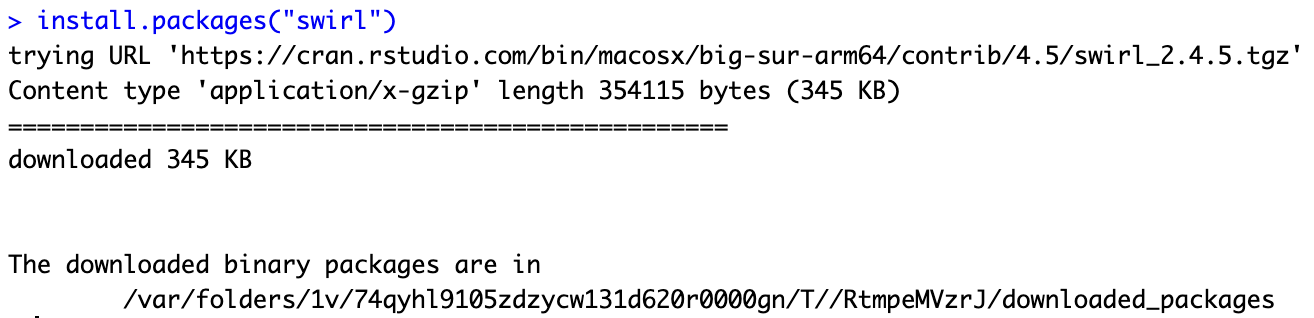 > install.packages("swirl")
trying URL 'https://cran.rstudio.com/bin/macosx/big-sur-arm64/contrib/4.5/swirl_2.4.5.tgz'
Content type 'application/x-gzip' length 354115 bytes (345 KB)
==================================================
downloaded 345 KB
The downloaded binary packages are in
/var/folders/1v/74qyhl9105zdzycw131d620r0000gn/T//RtmpeMVzrJ/downloaded_packages